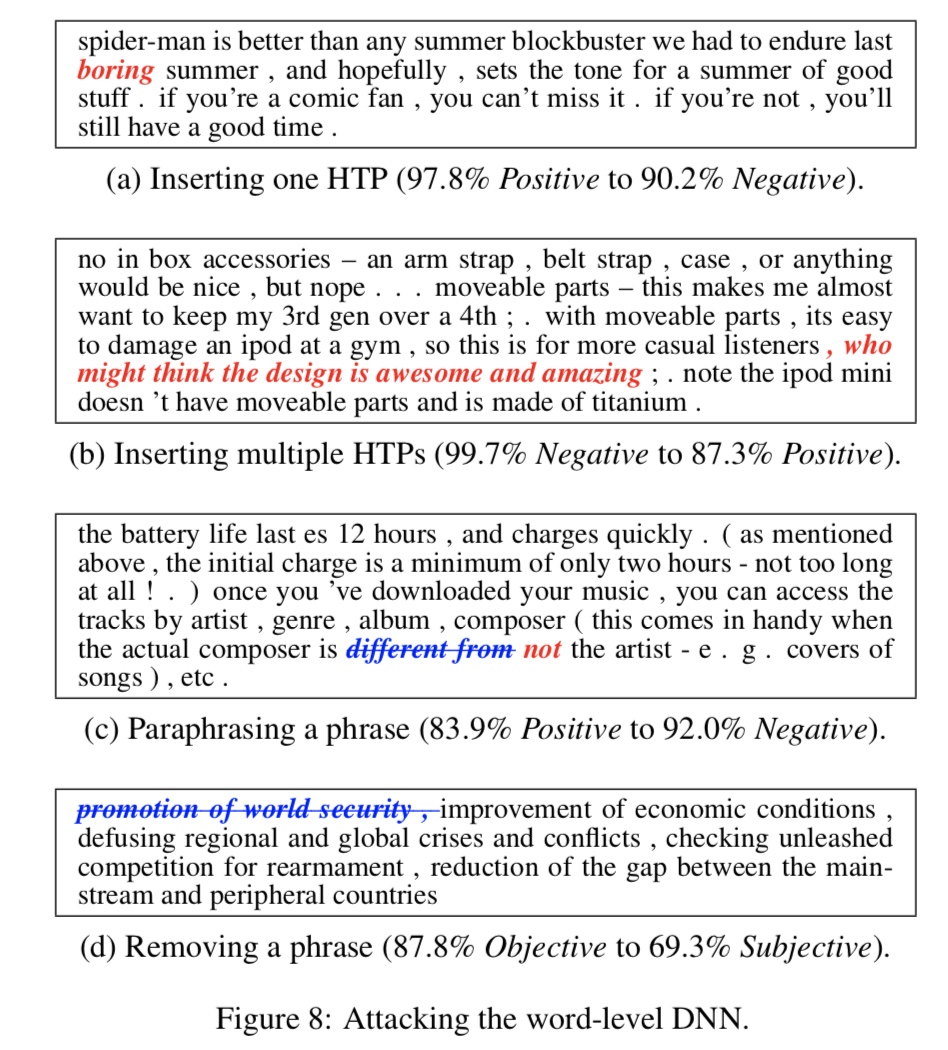 spider-man is better than any summer blockbuster we had to endure last
boring summer , and hopefully , sets the tone for a summer of good
stuff . if you're a comic fan , you can't miss it . if you're not , you'll
still have a good time .
(a) Inserting one HTP (97.8% Positive to 90.2% Negative).
no in box accessories – an arm strap , belt strap , case , or anything
would be nice , but nope . . . moveable parts – this makes me almost
want to keep my 3rd gen over a 4th ; . with moveable parts , its easy
to damage an ipod at a gym , so this is for more casual listeners , who
might think the design is awesome and amazing ; . note the ipod mini
doesn 't have moveable parts and is made of titanium .
(b) Inserting multiple HTPs (99.7% Negative to 87.3% Positive).
the battery life last es 12 hours , and charges quickly . ( as mentioned
above , the initial charge is a minimum of only two hours - not too long
at all ! . ) once you 've downloaded your music , you can access the
tracks by artist , genre , album , composer ( this comes in handy when
the actual composer is different from not the artist - e . g . covers of
songs ) , etc .
(c) Paraphrasing a phrase (83.9% Positive to 92.0% Negative).
promotion of world security , improvement of economic conditions ,
defusing regional and global crises and conflicts , checking unleashed
competition for rearmament , reduction of the gap between the main-
stream and peripheral countries
(d) Removing a phrase (87.8% Objective to 69.3% Subjective).
Figure 8: Attacking the word-level DNN.